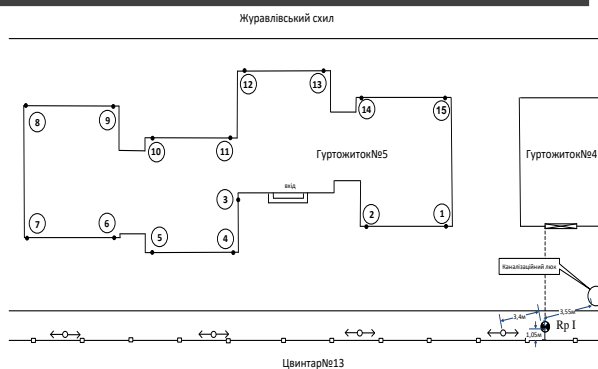 Журавлівський схил
12
13
14
15
8
9
10
11
Гуртожиток№5
Гуртожиток№4
вхід
3
2
1
7
6
5
4
Каналізаційний люк
3,4м
3,55м
Rp I
1,05м
Цвинтар№13